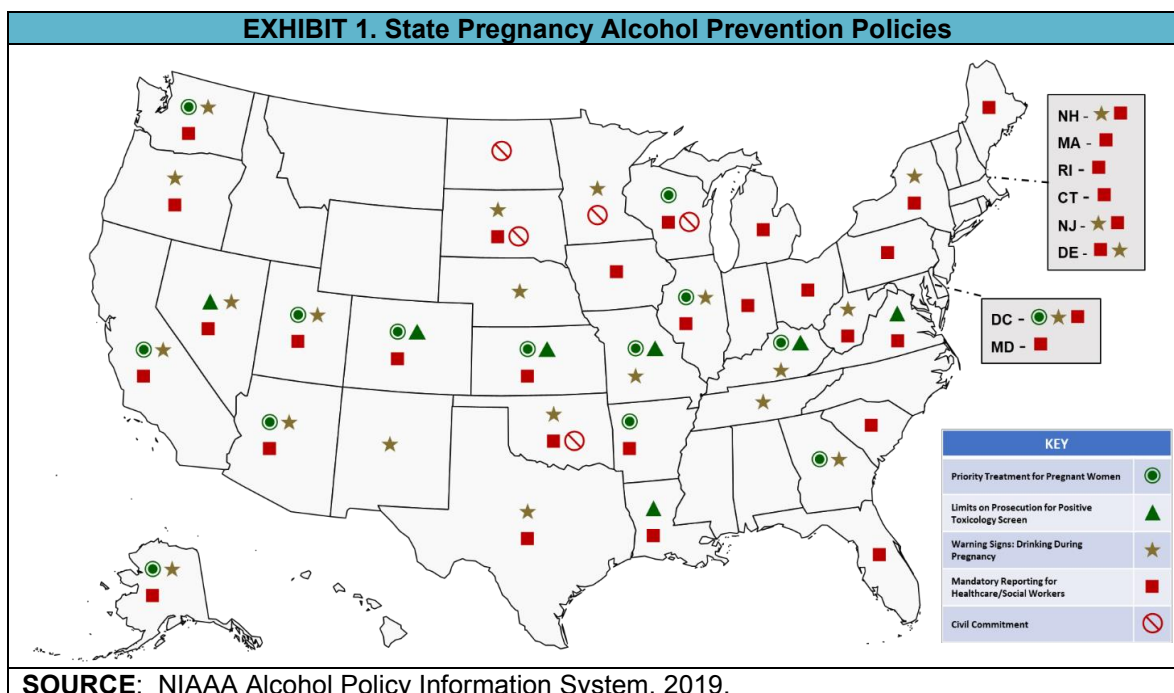 EXHIBIT 1. State Pregnancy Alcohol Prevention Policies
NH -
MA -
RI -
CT -
NJ -
DE -
DC -
MD -
KEY
Priority Treatment for Pregnant Women
Limits on Prosecution for Positive
Toxicology Screen
Warning Signs: Drinking During
Pregnancy
Mandatory Reporting for
Healthcare/Social Workers
Civil Commitment
SOURCE: NIAAA Alcohol Policy Information System, 2019.